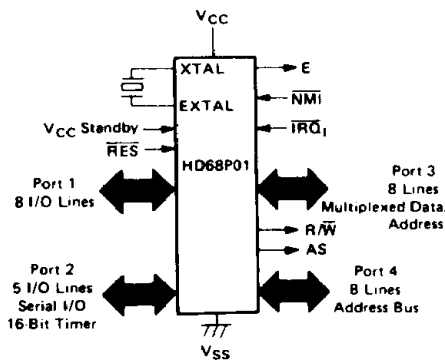 VCC
XTAL
E
EXTAL
NMI
VCC Standby
IRQ1
RES
HD68P01
Port 1
8 I/O Lines
Port 3
8 Lines
Multiplexed Data/
Address
R/W
AS
Port 2
5 I/O Lines
Serial I/O
16-Bit Timer
Port 4
8 Lines
Address Bus
VSS